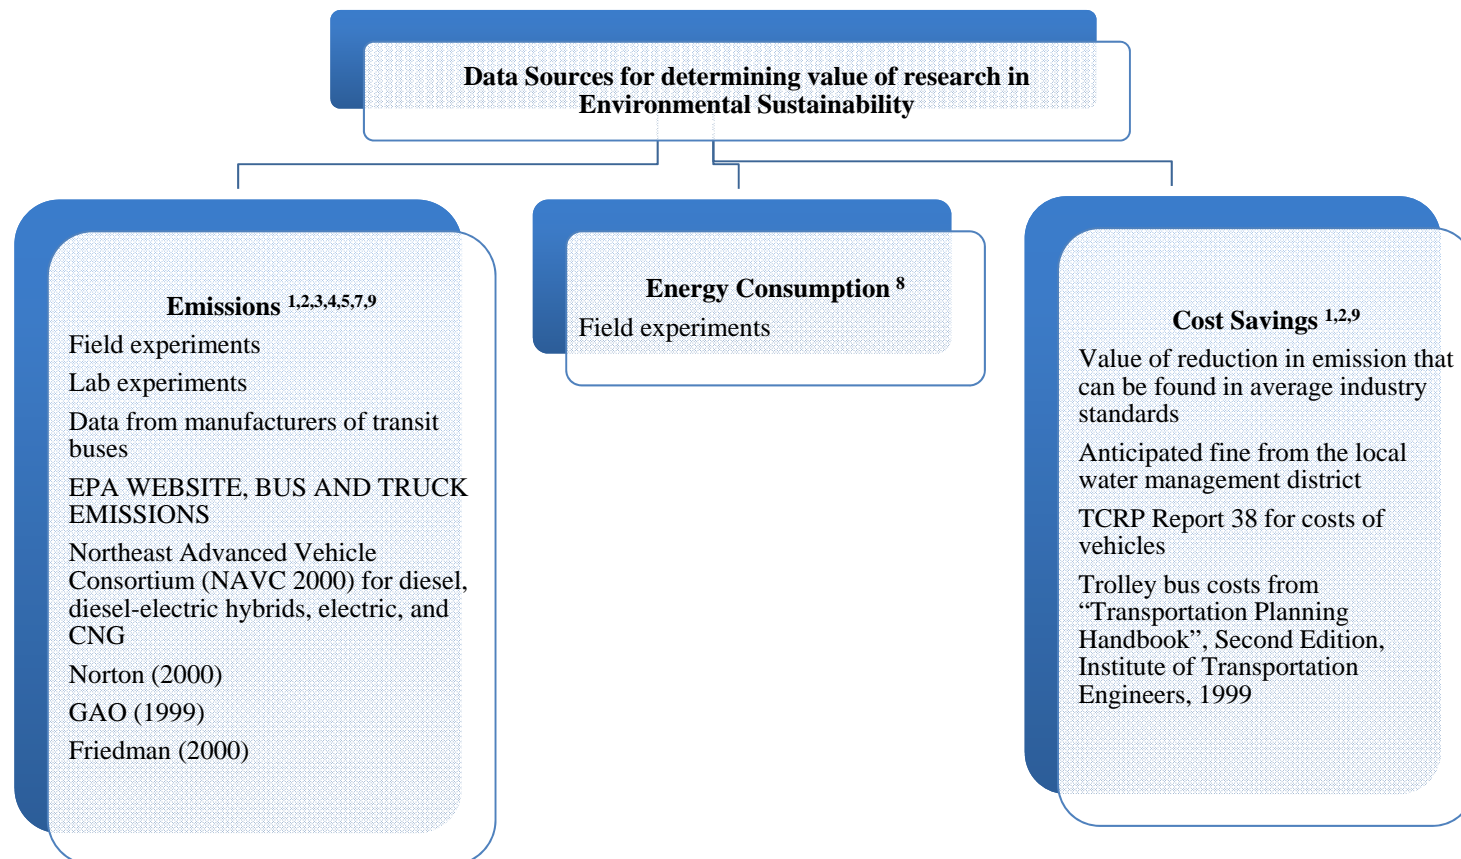 Data Sources for determining value of research in
Environmental Sustainability
Emissions 1,2,3,4,5,7,9
Field experiments
Lab experiments
Data from manufacturers of transit
buses
EPA WEBSITE, BUS AND TRUCK
EMISSIONS
Northeast Advanced Vehicle
Consortium (NAVC 2000) for diesel,
diesel-electric hybrids, electric, and
CNG
Norton (2000)
GAO (1999)
Friedman (2000)
Energy Consumption 8
Field experiments
Cost Savings 1,2,9
Value of reduction in emission that
can be found in average industry
standards
Anticipated fine from the local
water management district
TCRP Report 38 for costs of
vehicles
Trolley bus costs from
“Transportation Planning
Handbook”, Second Edition,
Institute of Transportation
Engineers, 1999